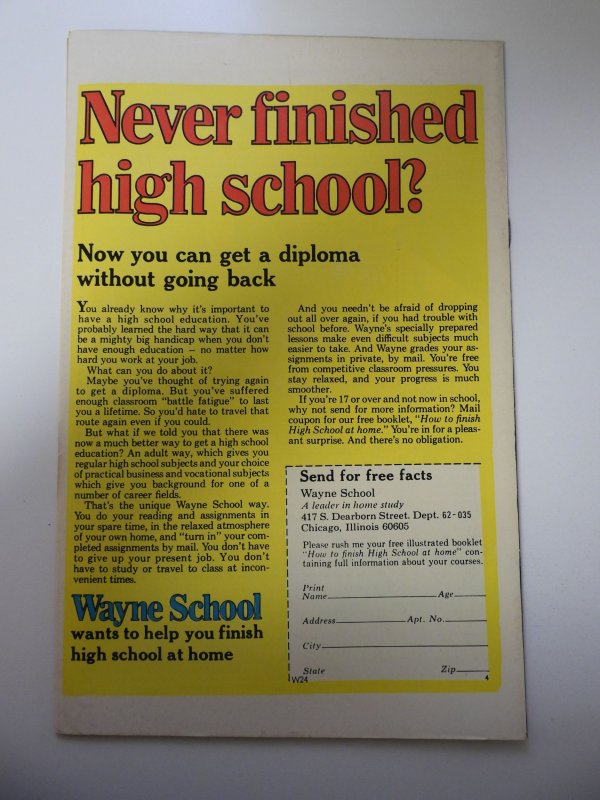 Never finished
high school?
Now you can get a diploma
without going back
You already know why it's important to
have a high school education. You've
probably learned the hard way that it can
be a mighty big handicap when you don't
have enough education – no matter how
hard you work at your job.
What can you do about it?
Maybe you've thought of trying again
to get a diploma. But you've suffered
enough classroom "battle fatigue" to last
you a lifetime. So you'd hate to travel that
route again even if you could.
But what if we told you that there was
now a much better way to get a high school
education? An adult way, which gives you
regular high school subjects and your choice
of practical business and vocational subjects
which give you background for one of a
number of career fields.
That's the unique Wayne School way.
You do your reading and assignments in
your spare time, in the relaxed atmosphere
of your own home, and "turn in" your com-
pleted assignments by mail. You don't have
to give up your present job. You don't
have to study or travel to class at incon-
venient times.
Wayne School
wants to help you finish
high school at home
And you needn't be afraid of dropping
out all over again, if you had trouble with
school before. Wayne's specially prepared
lessons make even difficult subjects much
easier to take. And Wayne grades your as-
signments in private, by mail. You're free
from competitive classroom pressures. You
stay relaxed, and your progress is much
smoother.
If you're 17 or over and not now in school,
why not send for more information? Mail
coupon for our free booklet, "How to finish
High School at home." You're in for a pleas-
ant surprise. And there's no obligation.
Send for free facts
Wayne School
A leader in home study
417 S. Dearborn Street. Dept. 62-035
Chicago, Illinois 60605
Please rush me your free illustrated booklet
"How to finish High School at home" con-
taining full information about your courses.
Print
Name Age
Address Apt. No.
City
State Zip
W24 4